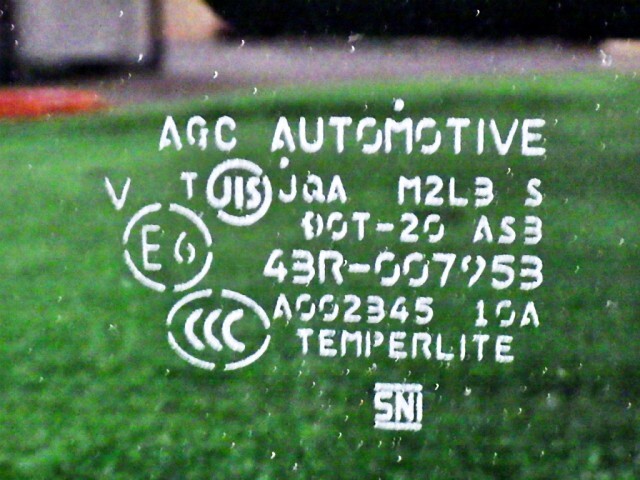 AGC AUTOMOTIVE
V T JIS JQA M2L3 S
DOT-20 AS3
E6 43R-007953
CCC A002345 10A
TEMPERLITE
SNI